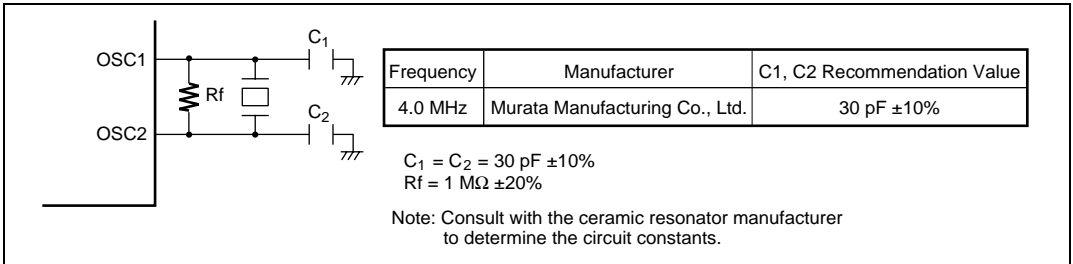 OSC1
Rf
OSC2
C1
C2
Frequency Manufacturer C1, C2 Recommendation Value
4.0 MHz Murata Manufacturing Co., Ltd. 30 pF ±10%
C1 = C2 = 30 pF ±10%
Rf = 1 MΩ ±20%
Note: Consult with the ceramic resonator manufacturer
to determine the circuit constants.